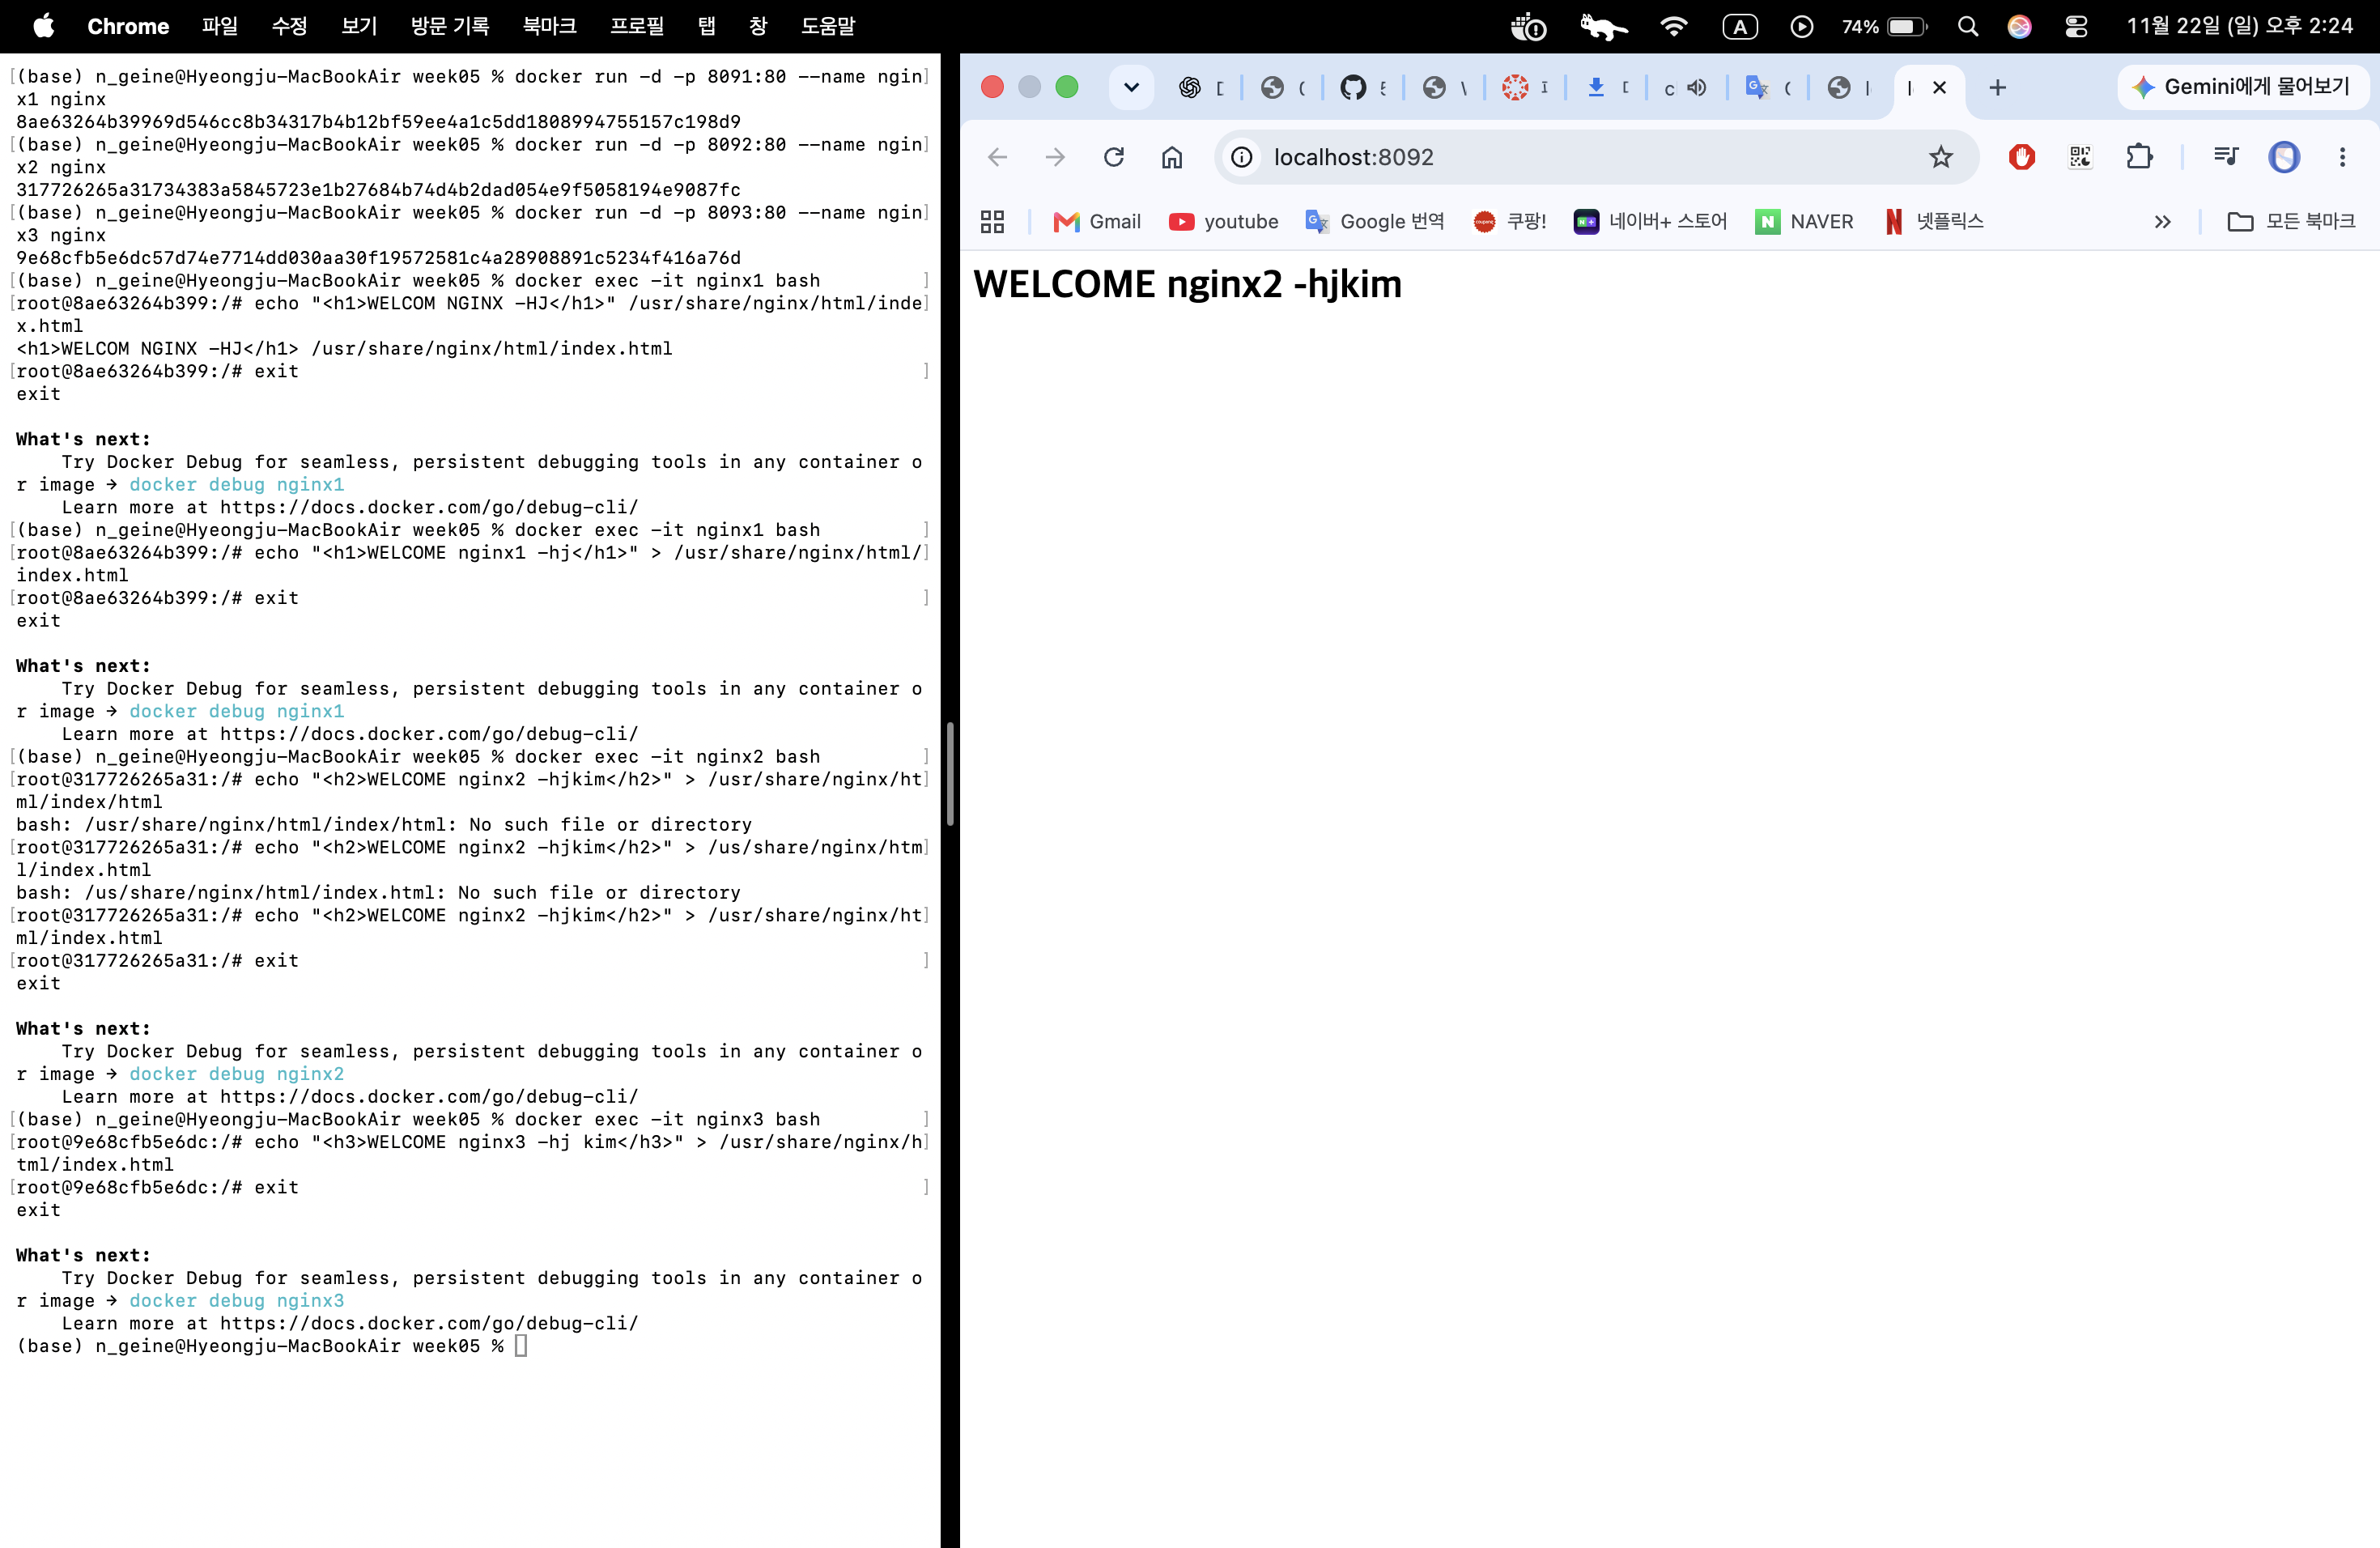 Chrome 파일 수정 보기 방문 기록 북마크 프로필 탭 창 도움말 A 74% 11월 22일 (일) 오후 2:24
[(base) n_geine@Hyeongju-MacBookAir week05 % docker run -d -p 8091:80 --name ngin]
x1 nginx
8ae63264b39969d546cc8b34317b4b12bf59ee4a1c5dd1808994755157c198d9
[(base) n_geine@Hyeongju-MacBookAir week05 % docker run -d -p 8092:80 --name ngin]
x2 nginx
317726265a31734383a5845723e1b27684b74d4b2dad054e9f5058194e9087fc
[(base) n_geine@Hyeongju-MacBookAir week05 % docker run -d -p 8093:80 --name ngin]
x3 nginx
9e68cfb5e6dc57d74e7714dd030aa30f19572581c4a28908891c5234f416a76d
[(base) n_geine@Hyeongju-MacBookAir week05 % docker exec -it nginx1 bash ]
[root@8ae63264b399:/# echo "<h1>WELCOM NGINX -HJ</h1>" /usr/share/nginx/html/inde]
x.html
<h1>WELCOM NGINX -HJ</h1> /usr/share/nginx/html/index.html
[root@8ae63264b399:/# exit ]
exit
What's next:
Try Docker Debug for seamless, persistent debugging tools in any container o
r image → docker debug nginx1
Learn more at https://docs.docker.com/go/debug-cli/
[(base) n_geine@Hyeongju-MacBookAir week05 % docker exec -it nginx1 bash ]
[root@8ae63264b399:/# echo "<h1>WELCOME nginx1 -hj</h1>" > /usr/share/nginx/html/]
index.html
[root@8ae63264b399:/# exit ]
exit
What's next:
Try Docker Debug for seamless, persistent debugging tools in any container o
r image → docker debug nginx1
Learn more at https://docs.docker.com/go/debug-cli/
[(base) n_geine@Hyeongju-MacBookAir week05 % docker exec -it nginx2 bash ]
[root@317726265a31:/# echo "<h2>WELCOME nginx2 -hjkim</h2>" > /usr/share/nginx/ht]
ml/index/html
bash: /usr/share/nginx/html/index/html: No such file or directory
[root@317726265a31:/# echo "<h2>WELCOME nginx2 -hjkim</h2>" > /us/share/nginx/htm]
l/index.html
bash: /us/share/nginx/html/index.html: No such file or directory
[root@317726265a31:/# echo "<h2>WELCOME nginx2 -hjkim</h2>" > /usr/share/nginx/ht]
ml/index.html
[root@317726265a31:/# exit ]
exit
What's next:
Try Docker Debug for seamless, persistent debugging tools in any container o
r image → docker debug nginx2
Learn more at https://docs.docker.com/go/debug-cli/
[(base) n_geine@Hyeongju-MacBookAir week05 % docker exec -it nginx3 bash ]
[root@9e68cfb5e6dc:/# echo "<h3>WELCOME nginx3 -hj kim</h3>" > /usr/share/nginx/h]
tml/index.html
[root@9e68cfb5e6dc:/# exit ]
exit
What's next:
Try Docker Debug for seamless, persistent debugging tools in any container o
r image → docker debug nginx3
Learn more at https://docs.docker.com/go/debug-cli/
(base) n_geine@Hyeongju-MacBookAir week05 %
Gemini에게 물어보기
localhost:8092
Gmail youtube Google 번역 쿠팡! 네이버+ 스토어 NAVER 넷플릭스 모든 북마크
WELCOME nginx2 -hjkim